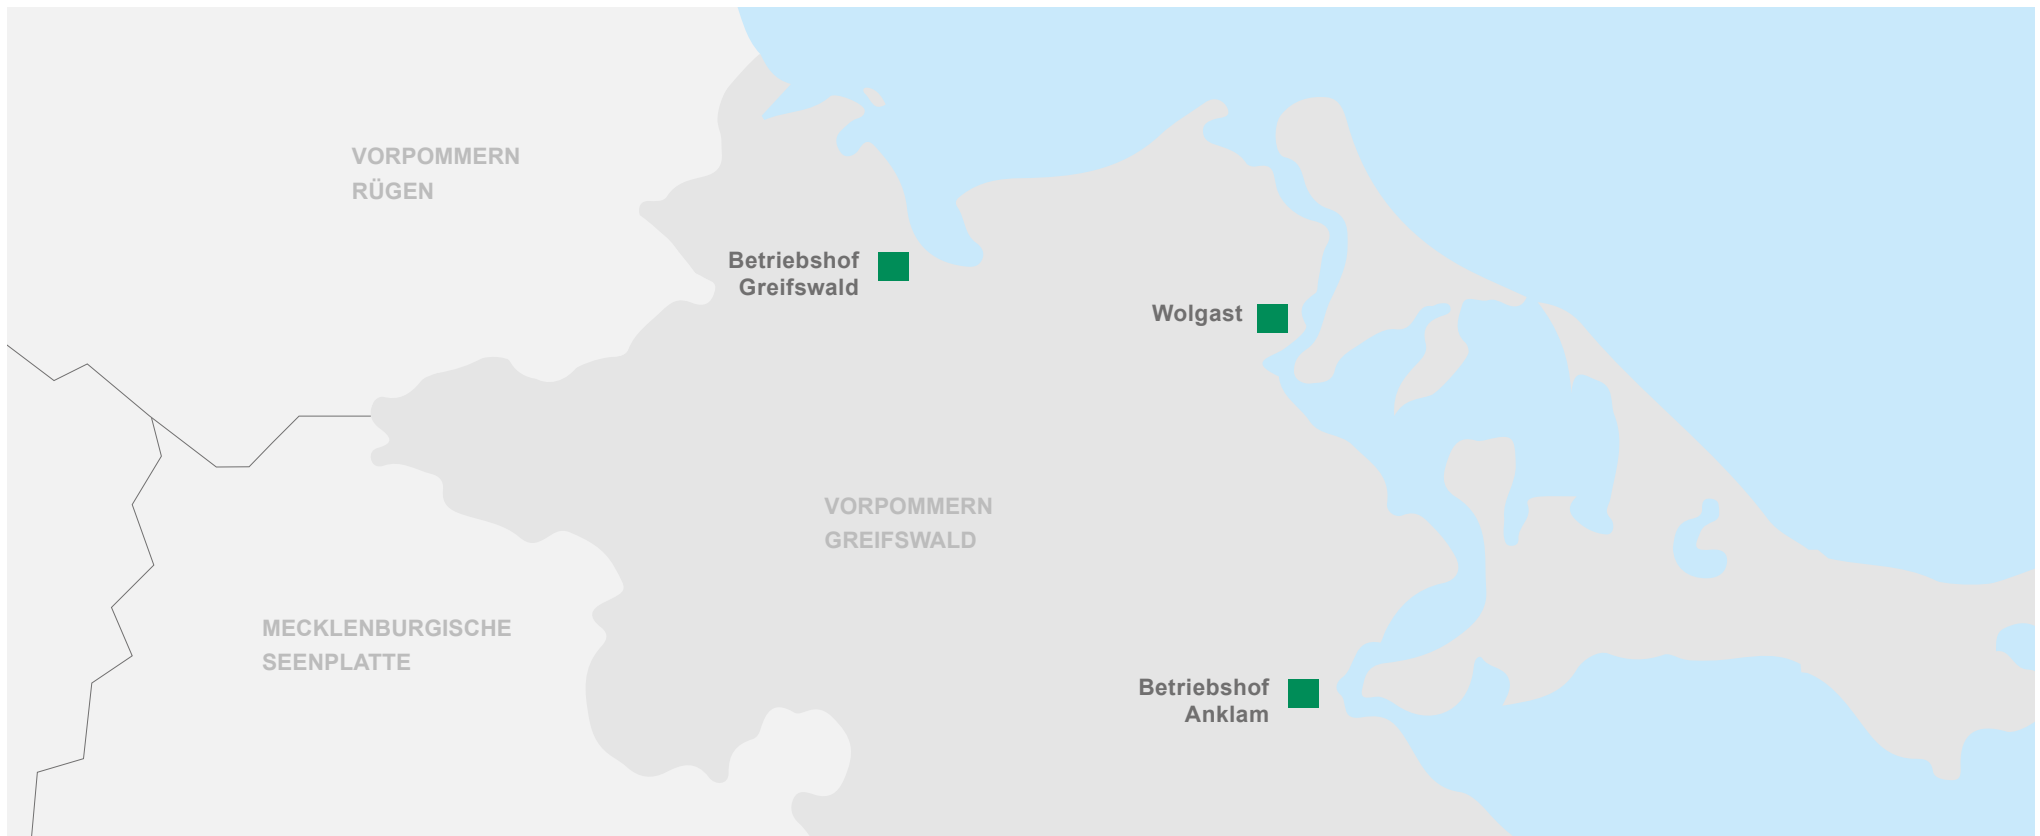 VORPOMMERN
RÜGEN
Betriebshof
Greifswald
Wolgast
VORPOMMERN
GREIFSWALD
MECKLENBURGISCHE
SEENPLATTE
Betriebshof
Anklam